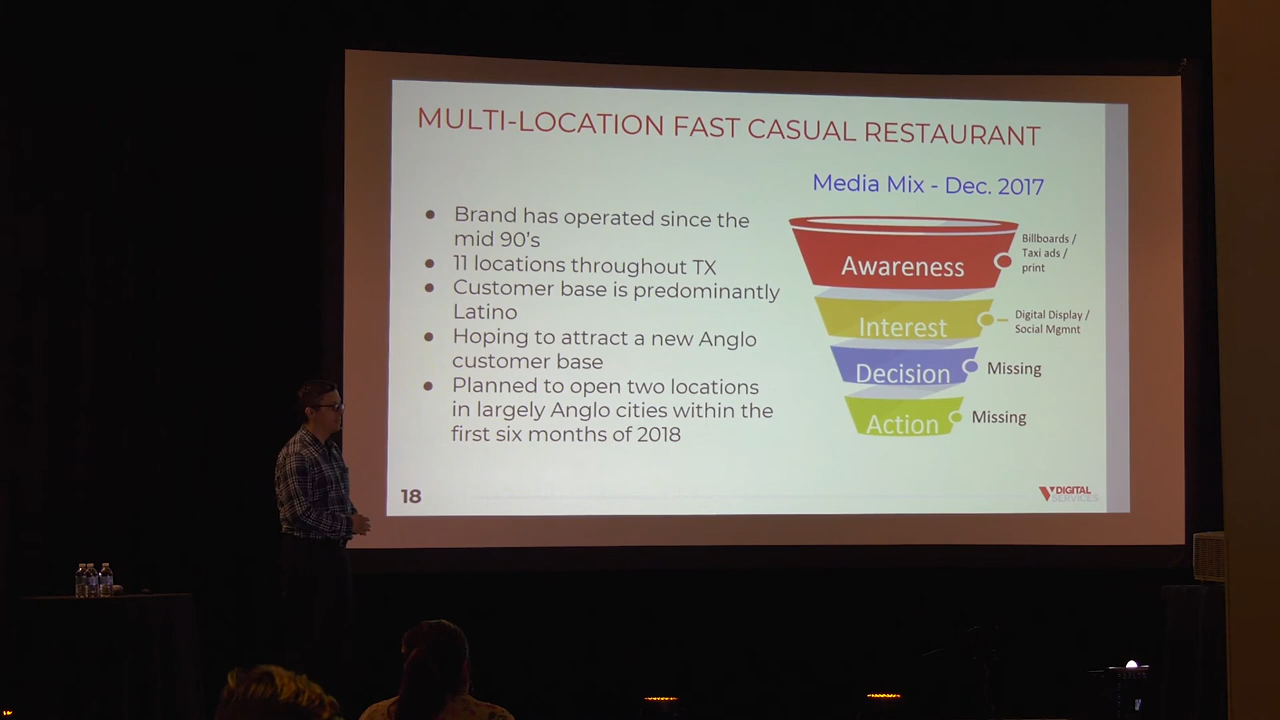 MULTI-LOCATION FAST CASUAL RESTAURANT
Media Mix - Dec. 2017
● Brand has operated since the
mid 90's
● 11 locations throughout TX
● Customer base is predominantly
Latino
● Hoping to attract a new Anglo
customer base
● Planned to open two locations
in largely Anglo cities within the
first six months of 2018
Awareness
Billboards /
Taxi ads /
print
Interest
Digital Display /
Social Mgmnt
Decision
Missing
Action
Missing
18
DIGITAL
SERVICES